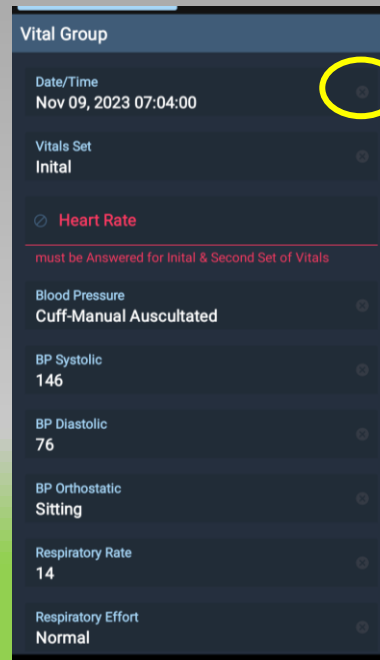 Vital Group
Date/Time
Nov 09, 2023 07:04:00
Vitals Set
Inital
Heart Rate
must be Answered for Inital & Second Set of Vitals
Blood Pressure
Cuff-Manual Auscultated
BP Systolic
146
BP Diastolic
76
BP Orthostatic
Sitting
Respiratory Rate
14
Respiratory Effort
Normal